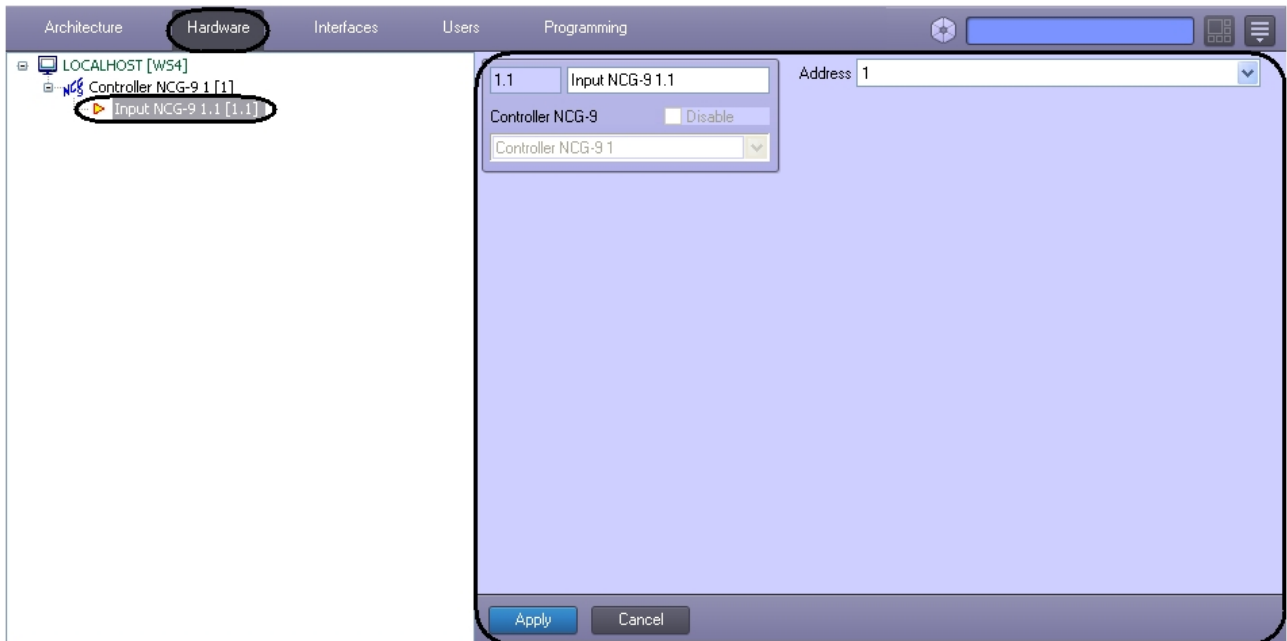 Architecture Hardware Interfaces Users Programming
LOCALHOST [WS4]
NCG Controller NCG-9 1 [1]
Input NCG-9 1.1 [1.1]
1.1 Input NCG-9 1.1
Controller NCG-9 Disable
Controller NCG-9 1
Address 1
Apply Cancel